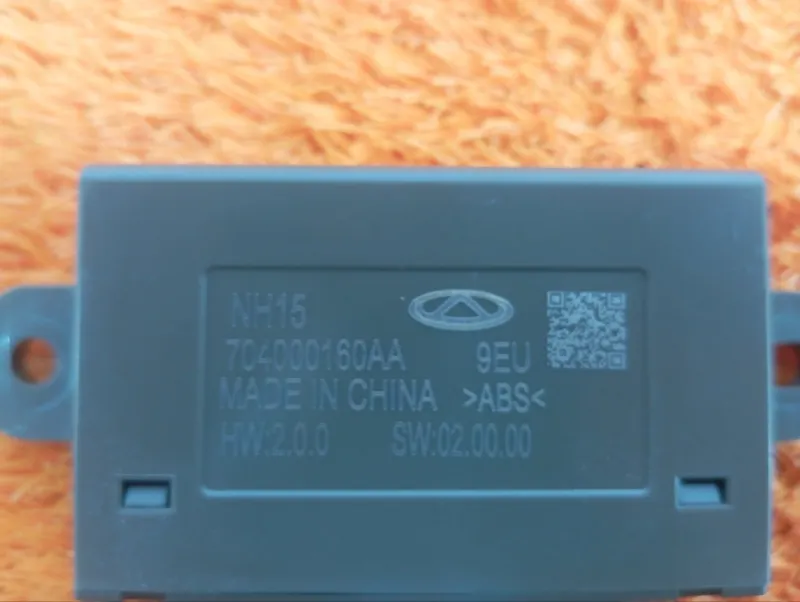 NH15
704000160AA 9EU
MADE IN CHINA >ABS<
HW:2.0.0 SW:02.00.00